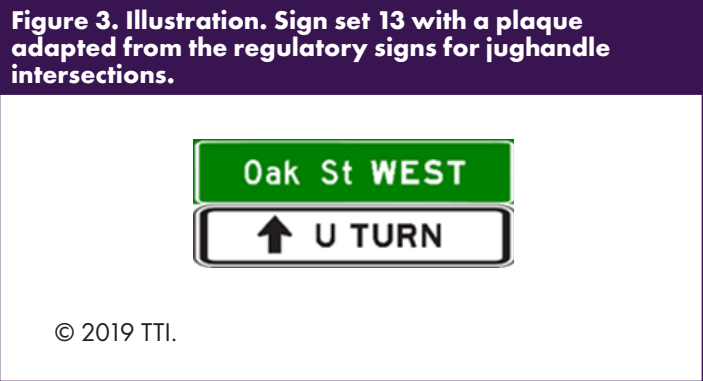 Figure 3. Illustration. Sign set 13 with a plaque
adapted from the regulatory signs for jughandle
intersections.
Oak St WEST
↑ U TURN
© 2019 TTI.